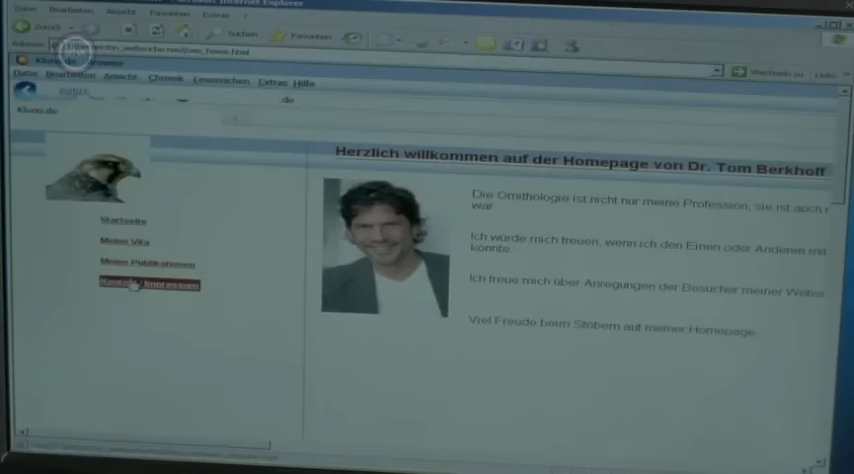 Microsoft Internet Explorer
Datei Bearbeiten Ansicht Favoriten Extras ?
Zurück Suchen Favoriten
Adresse
Wechseln zu Links
Kluno.de Browser
Datei Bearbeiten Ansicht Chronik Lesezeichen Extras Hilfe
.de
Kluno.de
Herzlich willkommen auf der Homepage von Dr. Tom Berkhoff
Startseite
Meine Vita
Meine Publikationen
Kontakt / Impressum
Die Ornithologie ist nicht nur meine Profession, sie ist auch
war
Ich würde mich freuen, wenn ich den Einen oder Anderen mit
könnte.
Ich freue mich über Anregungen der Besucher meiner Webs
Viel Freude beim Stöbern auf meiner Homepage